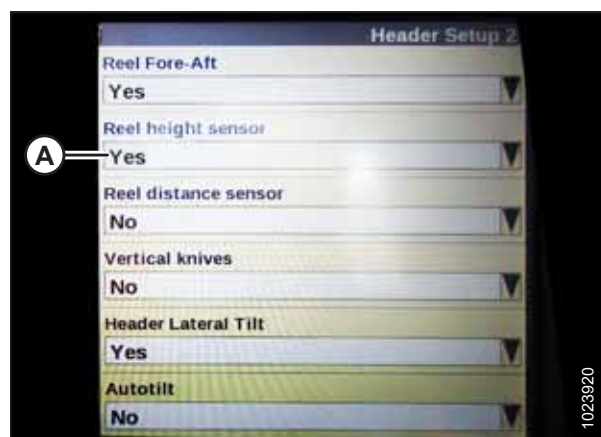 Header Setup 2
Reel Fore-Aft
Yes
Reel height sensor
A
Yes
Reel distance sensor
No
Vertical knives
No
Header Lateral Tilt
Yes
Autotilt
No
1023920